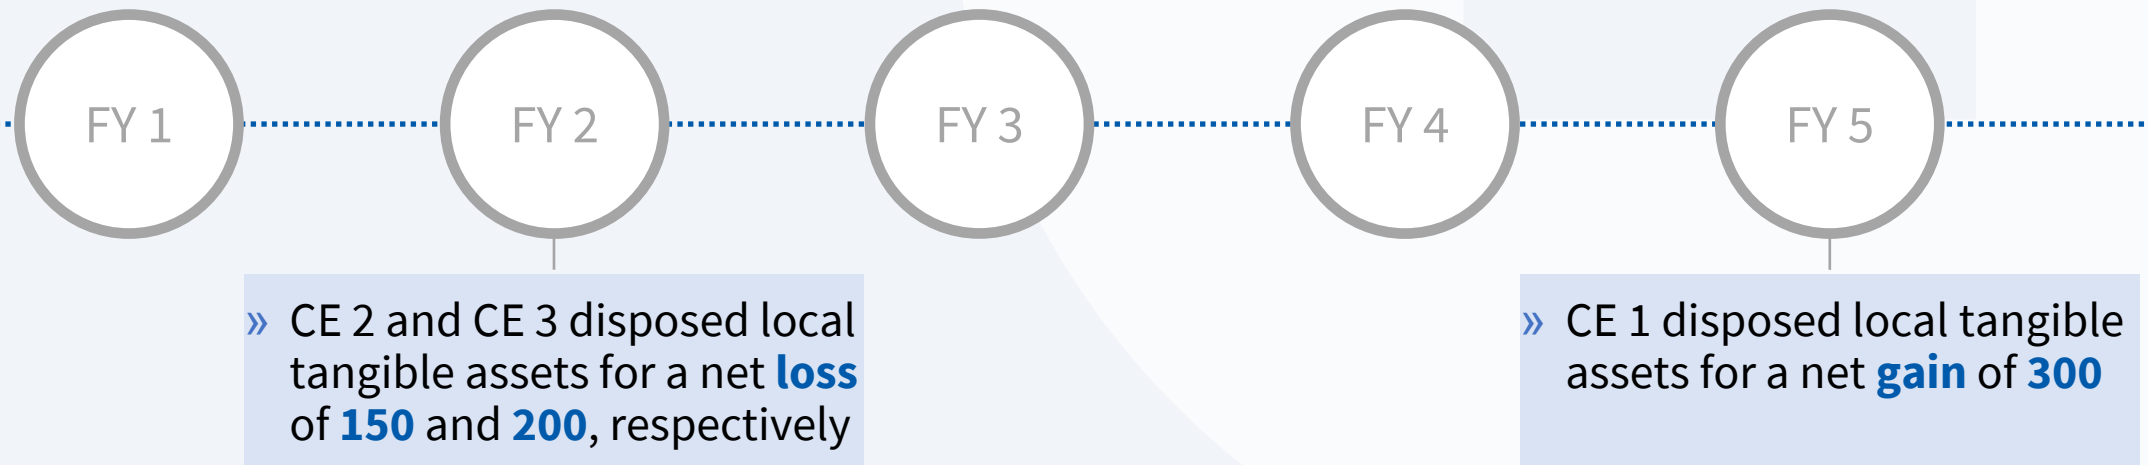 FY 1
FY 2
FY 3
FY 4
FY 5
» CE 2 and CE 3 disposed local
tangible assets for a net loss
of 150 and 200, respectively
» CE 1 disposed local tangible
assets for a net gain of 300